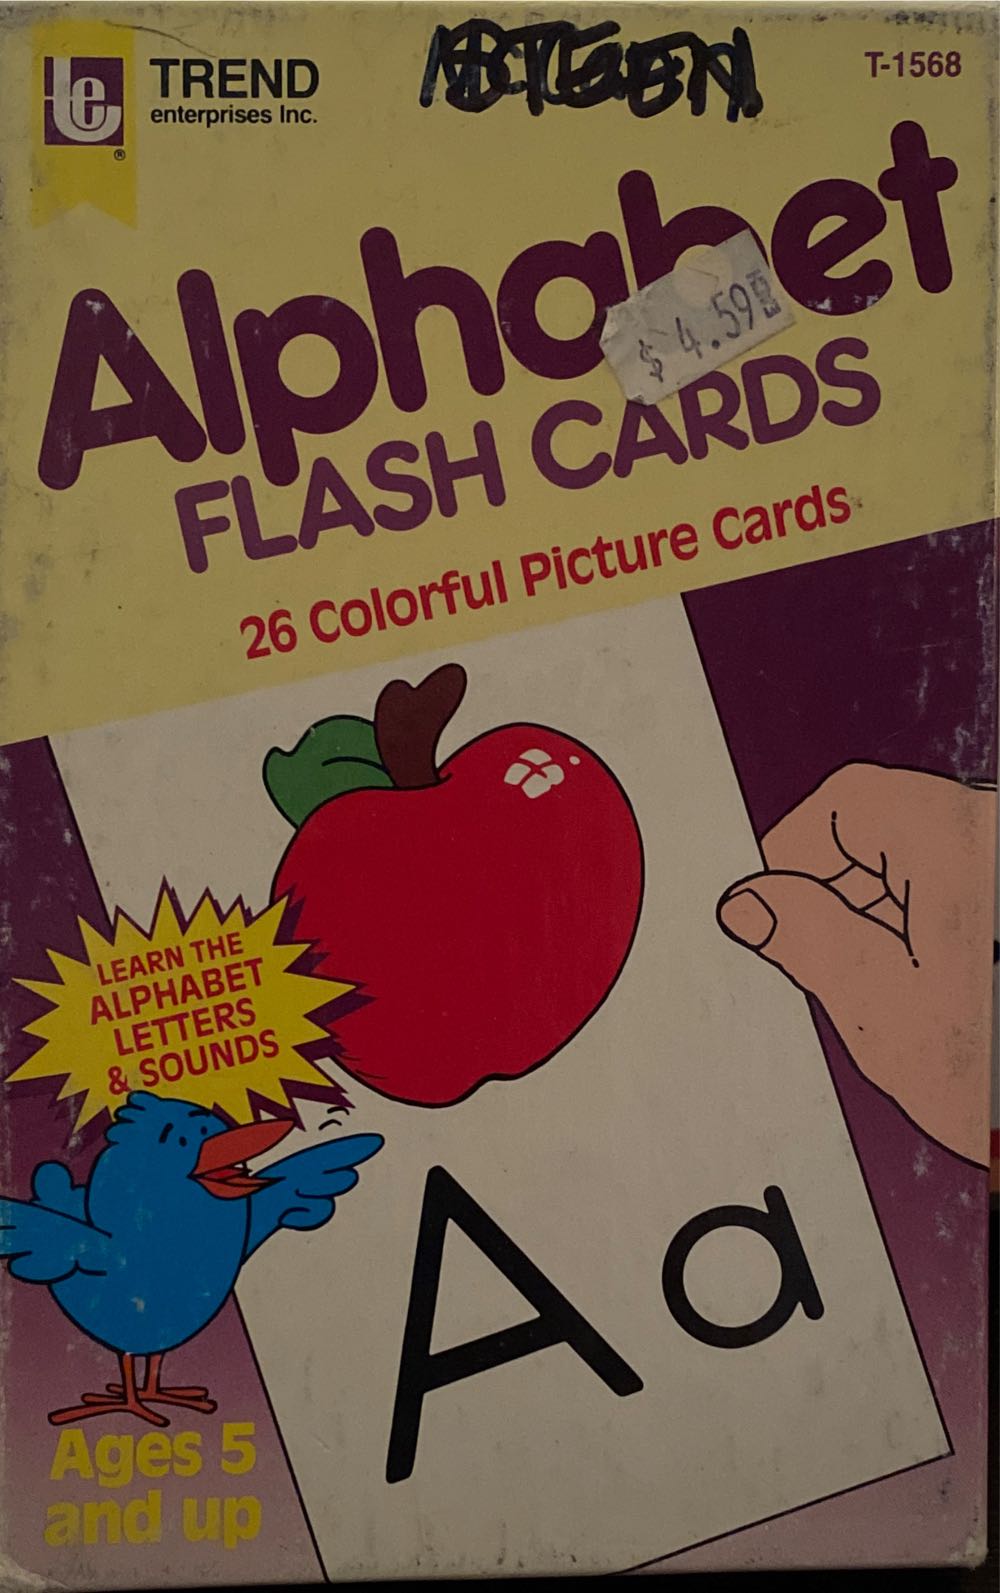 te
TREND
enterprises Inc.
®
T-1568
Alphabet
$ 4.59
FLASH CARDS
26 Colorful Picture Cards
LEARN THE
ALPHABET
LETTERS
& SOUNDS
A a
Ages 5
and up